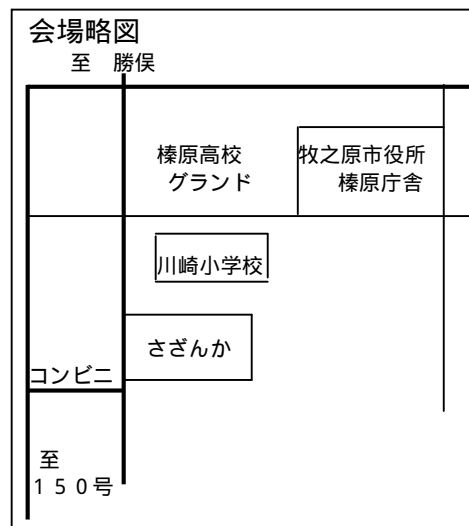 会場略図
至 勝俣
榛原高校
グランド
牧之原市役所
榛原庁舎
川崎小学校
さざんか
コンビニ
至
１５０号